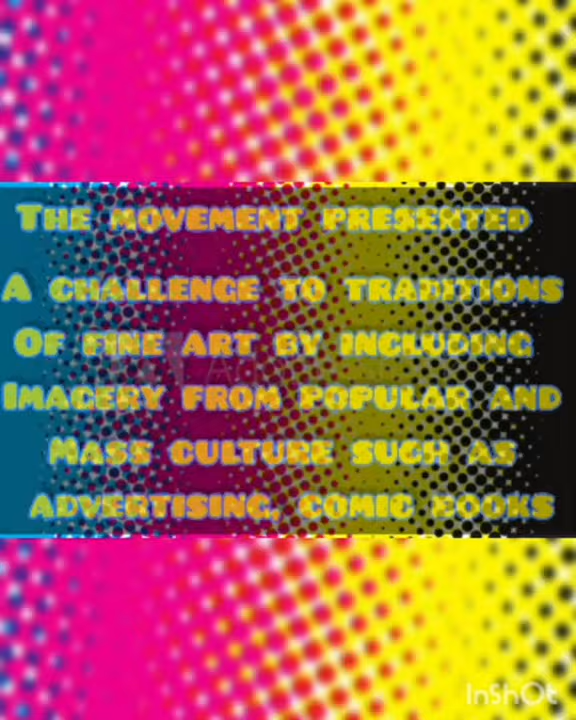 The movement presented
A challenge to traditions
Of fine art by including
Imagery from popular and
Mass culture such as
advertising, comic books
InShOt